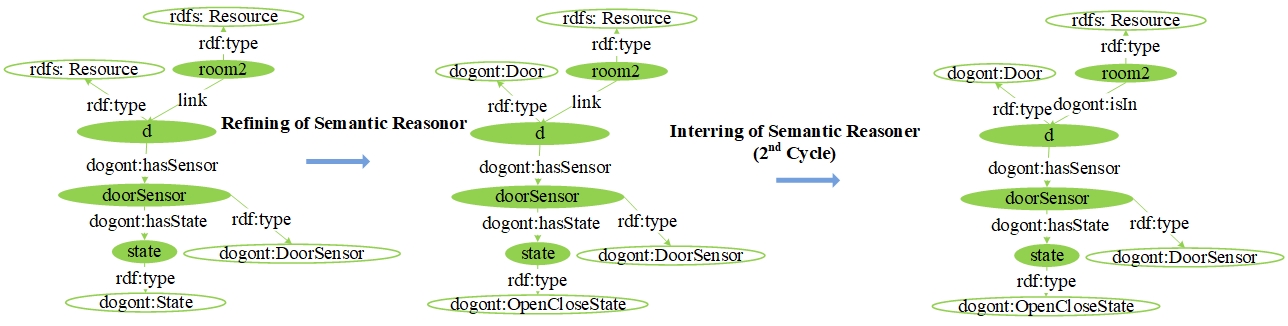 rdfs: Resource
rdf:type
room2
rdfs: Resource
rdf:type
link
d
dogont:hasSensor
doorSensor
dogont:hasState
rdf:type
state
dogont:DoorSensor
rdf:type
dogont:State
Refining of Semantic Reasonor
rdfs: Resource
rdf:type
room2
dogont:Door
rdf:type
link
d
dogont:hasSensor
doorSensor
dogont:hasState
rdf:type
state
dogont:DoorSensor
rdf:type
dogont:OpenCloseState
Interring of Semantic Reasoner
(2nd Cycle)
rdfs: Resource
rdf:type
room2
dogont:Door
rdf:type
dogont:isIn
d
dogont:hasSensor
doorSensor
dogont:hasState
rdf:type
state
dogont:DoorSensor
rdf:type
dogont:OpenCloseState